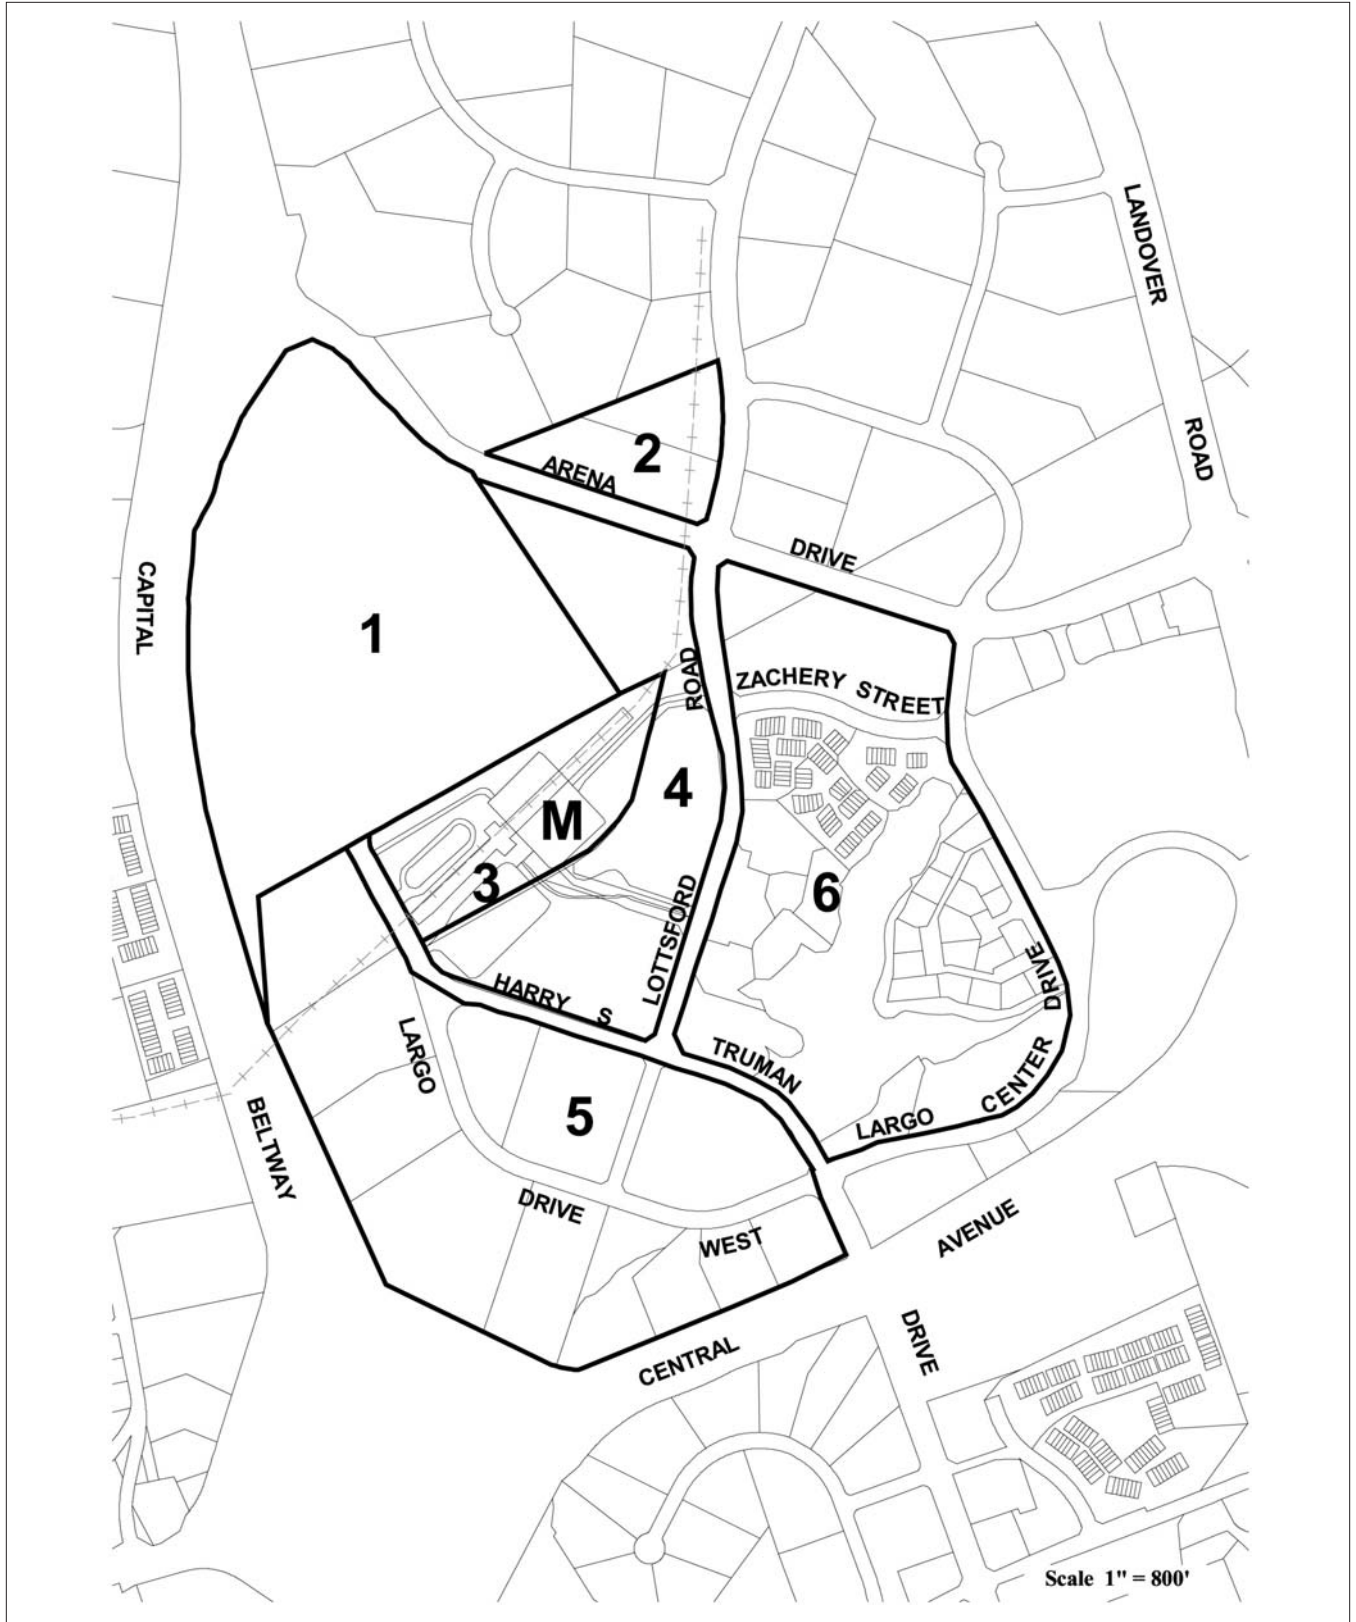 LANDOVER
ROAD
2
ARENA
DRIVE
CAPITAL
1
ROAD
ZACHERY STREET
4
M
3
6
LOTTSFORD
HARRY S
TRUMAN
DRIVE
LARGO
CENTER
DRIVE
LARGO
5
BELTWAY
DRIVE
WEST
AVENUE
CENTRAL
DRIVE
Scale 1" = 800'